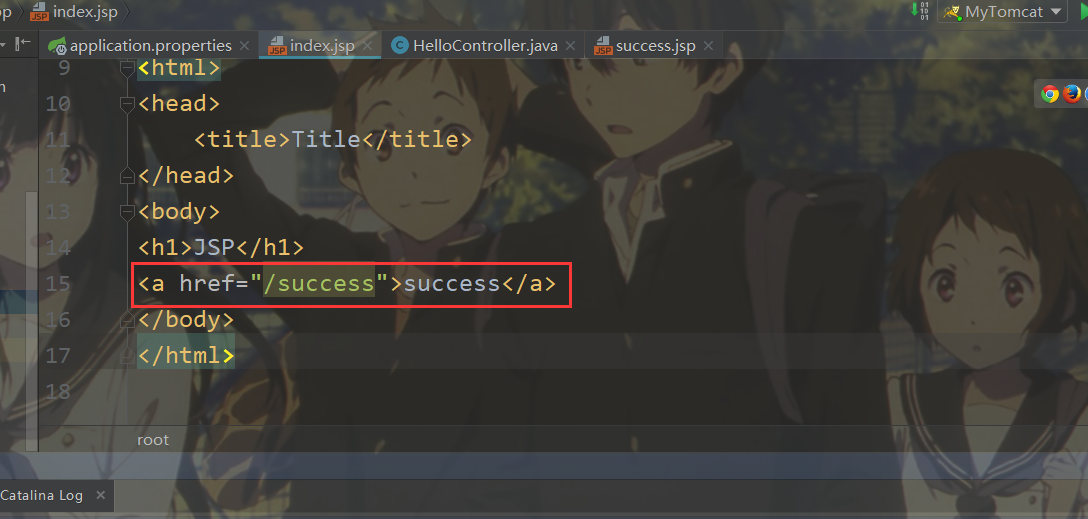 index.jsp
MyTomcat
application.properties
index.jsp
HelloController.java
success.jsp
9 <html>
10 <head>
11 <title>Title</title>
12 </head>
13 <body>
14 <h1>JSP</h1>
15 <a href="/success">success</a>
16 </body>
17 </html>
18
root
Catalina Log